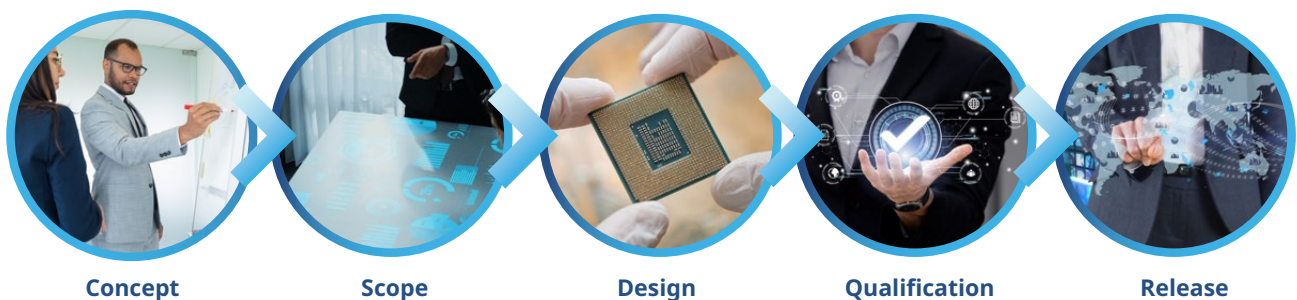 Concept
Scope
Design
Qualification
Release